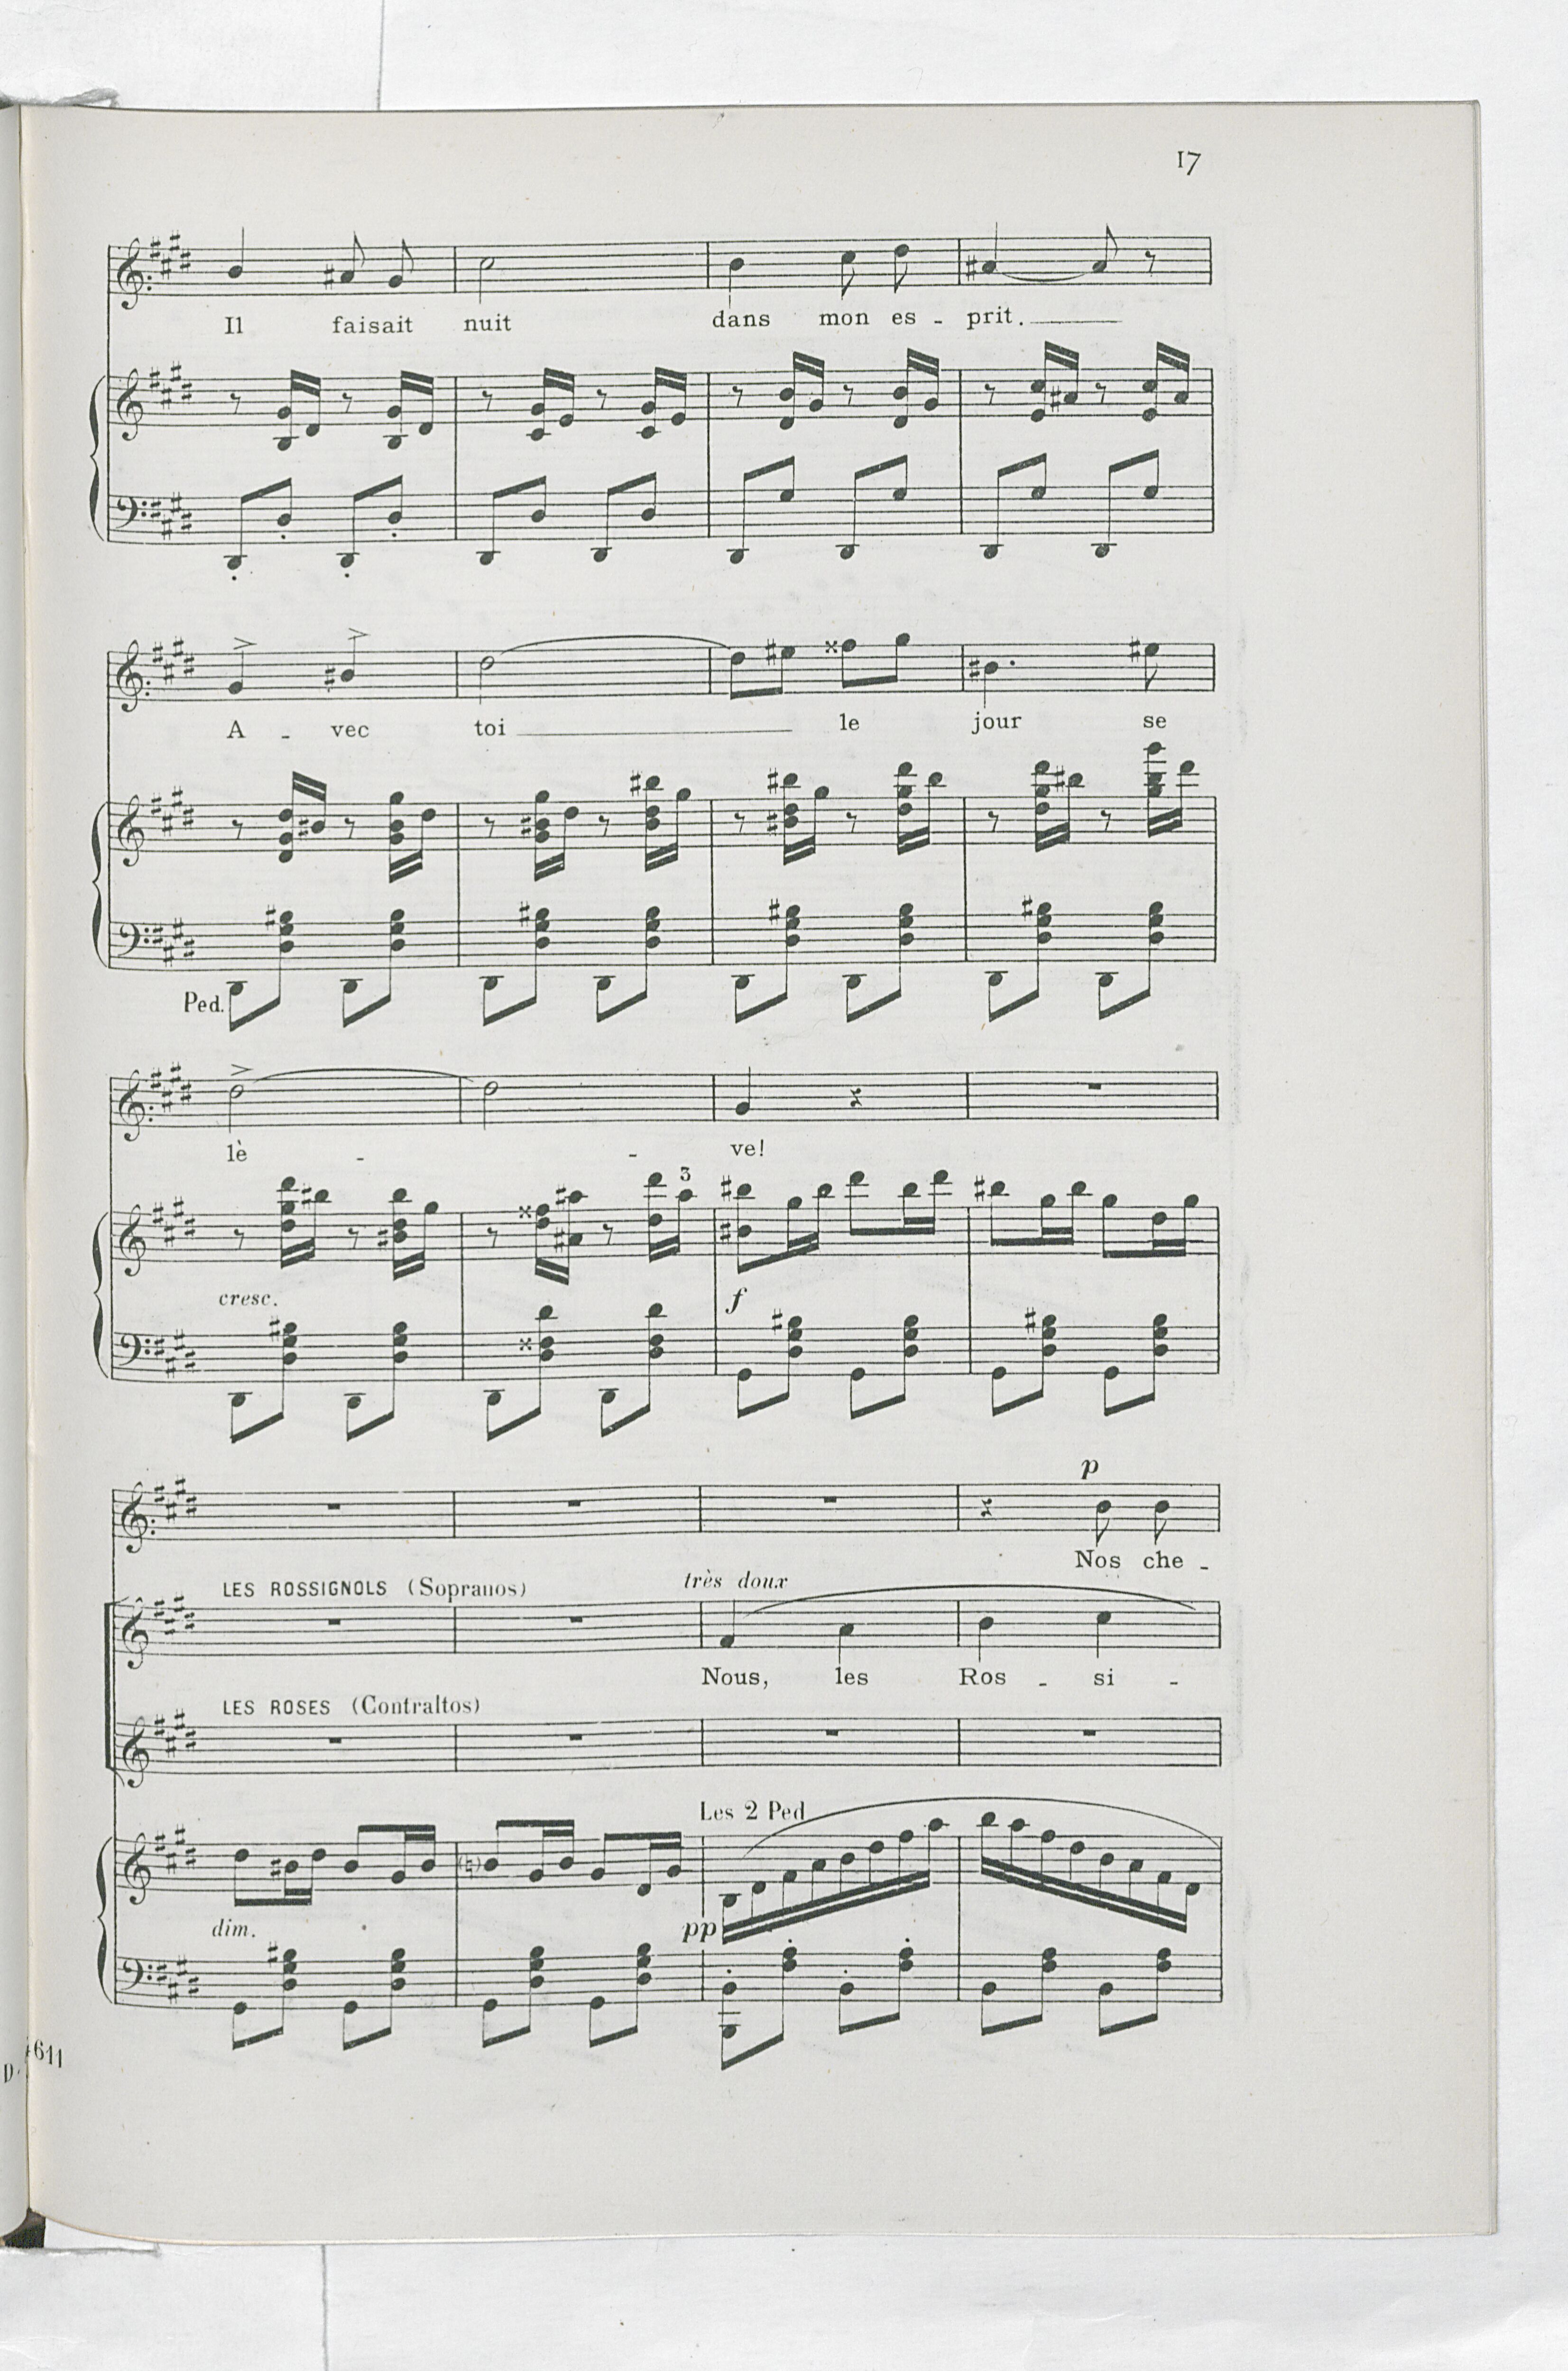 17
Il faisait nuit dans mon es - prit.
A - vec toi le jour se
Ped.
lè - - ve!
3
cresc. f
p
Nos che -
LES ROSSIGNOLS (Sopranos) très doux
Nous, les Ros - si -
LES ROSES (Contraltos)
Les 2 Ped
dim. pp